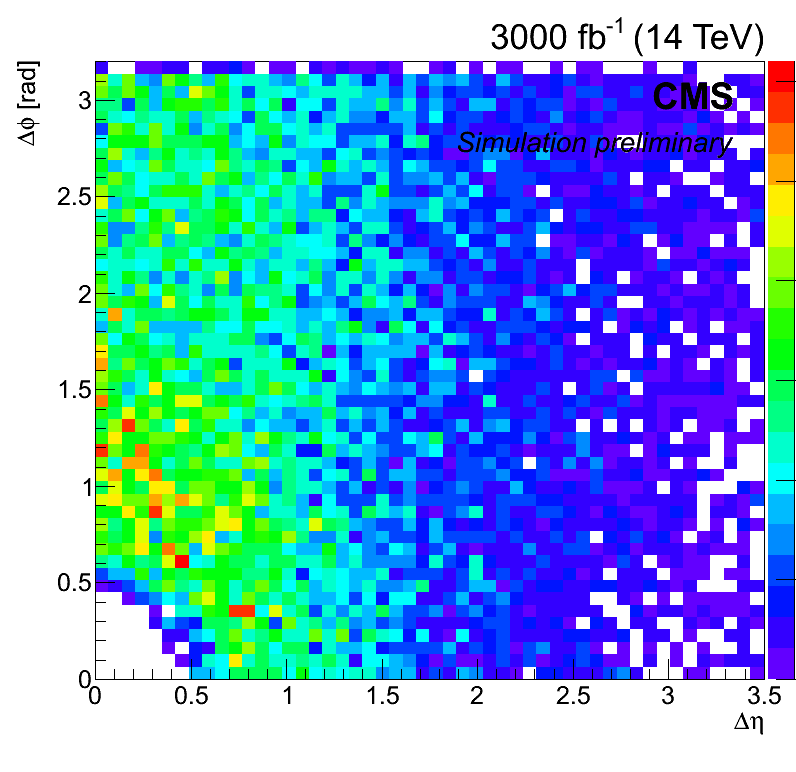 3000 fb-1 (14 TeV)
Δϕ [rad]
CMS
Simulation preliminary
3
2.5
2
1.5
1
0.5
0
0 0.5 1 1.5 2 2.5 3 3.5
Δη